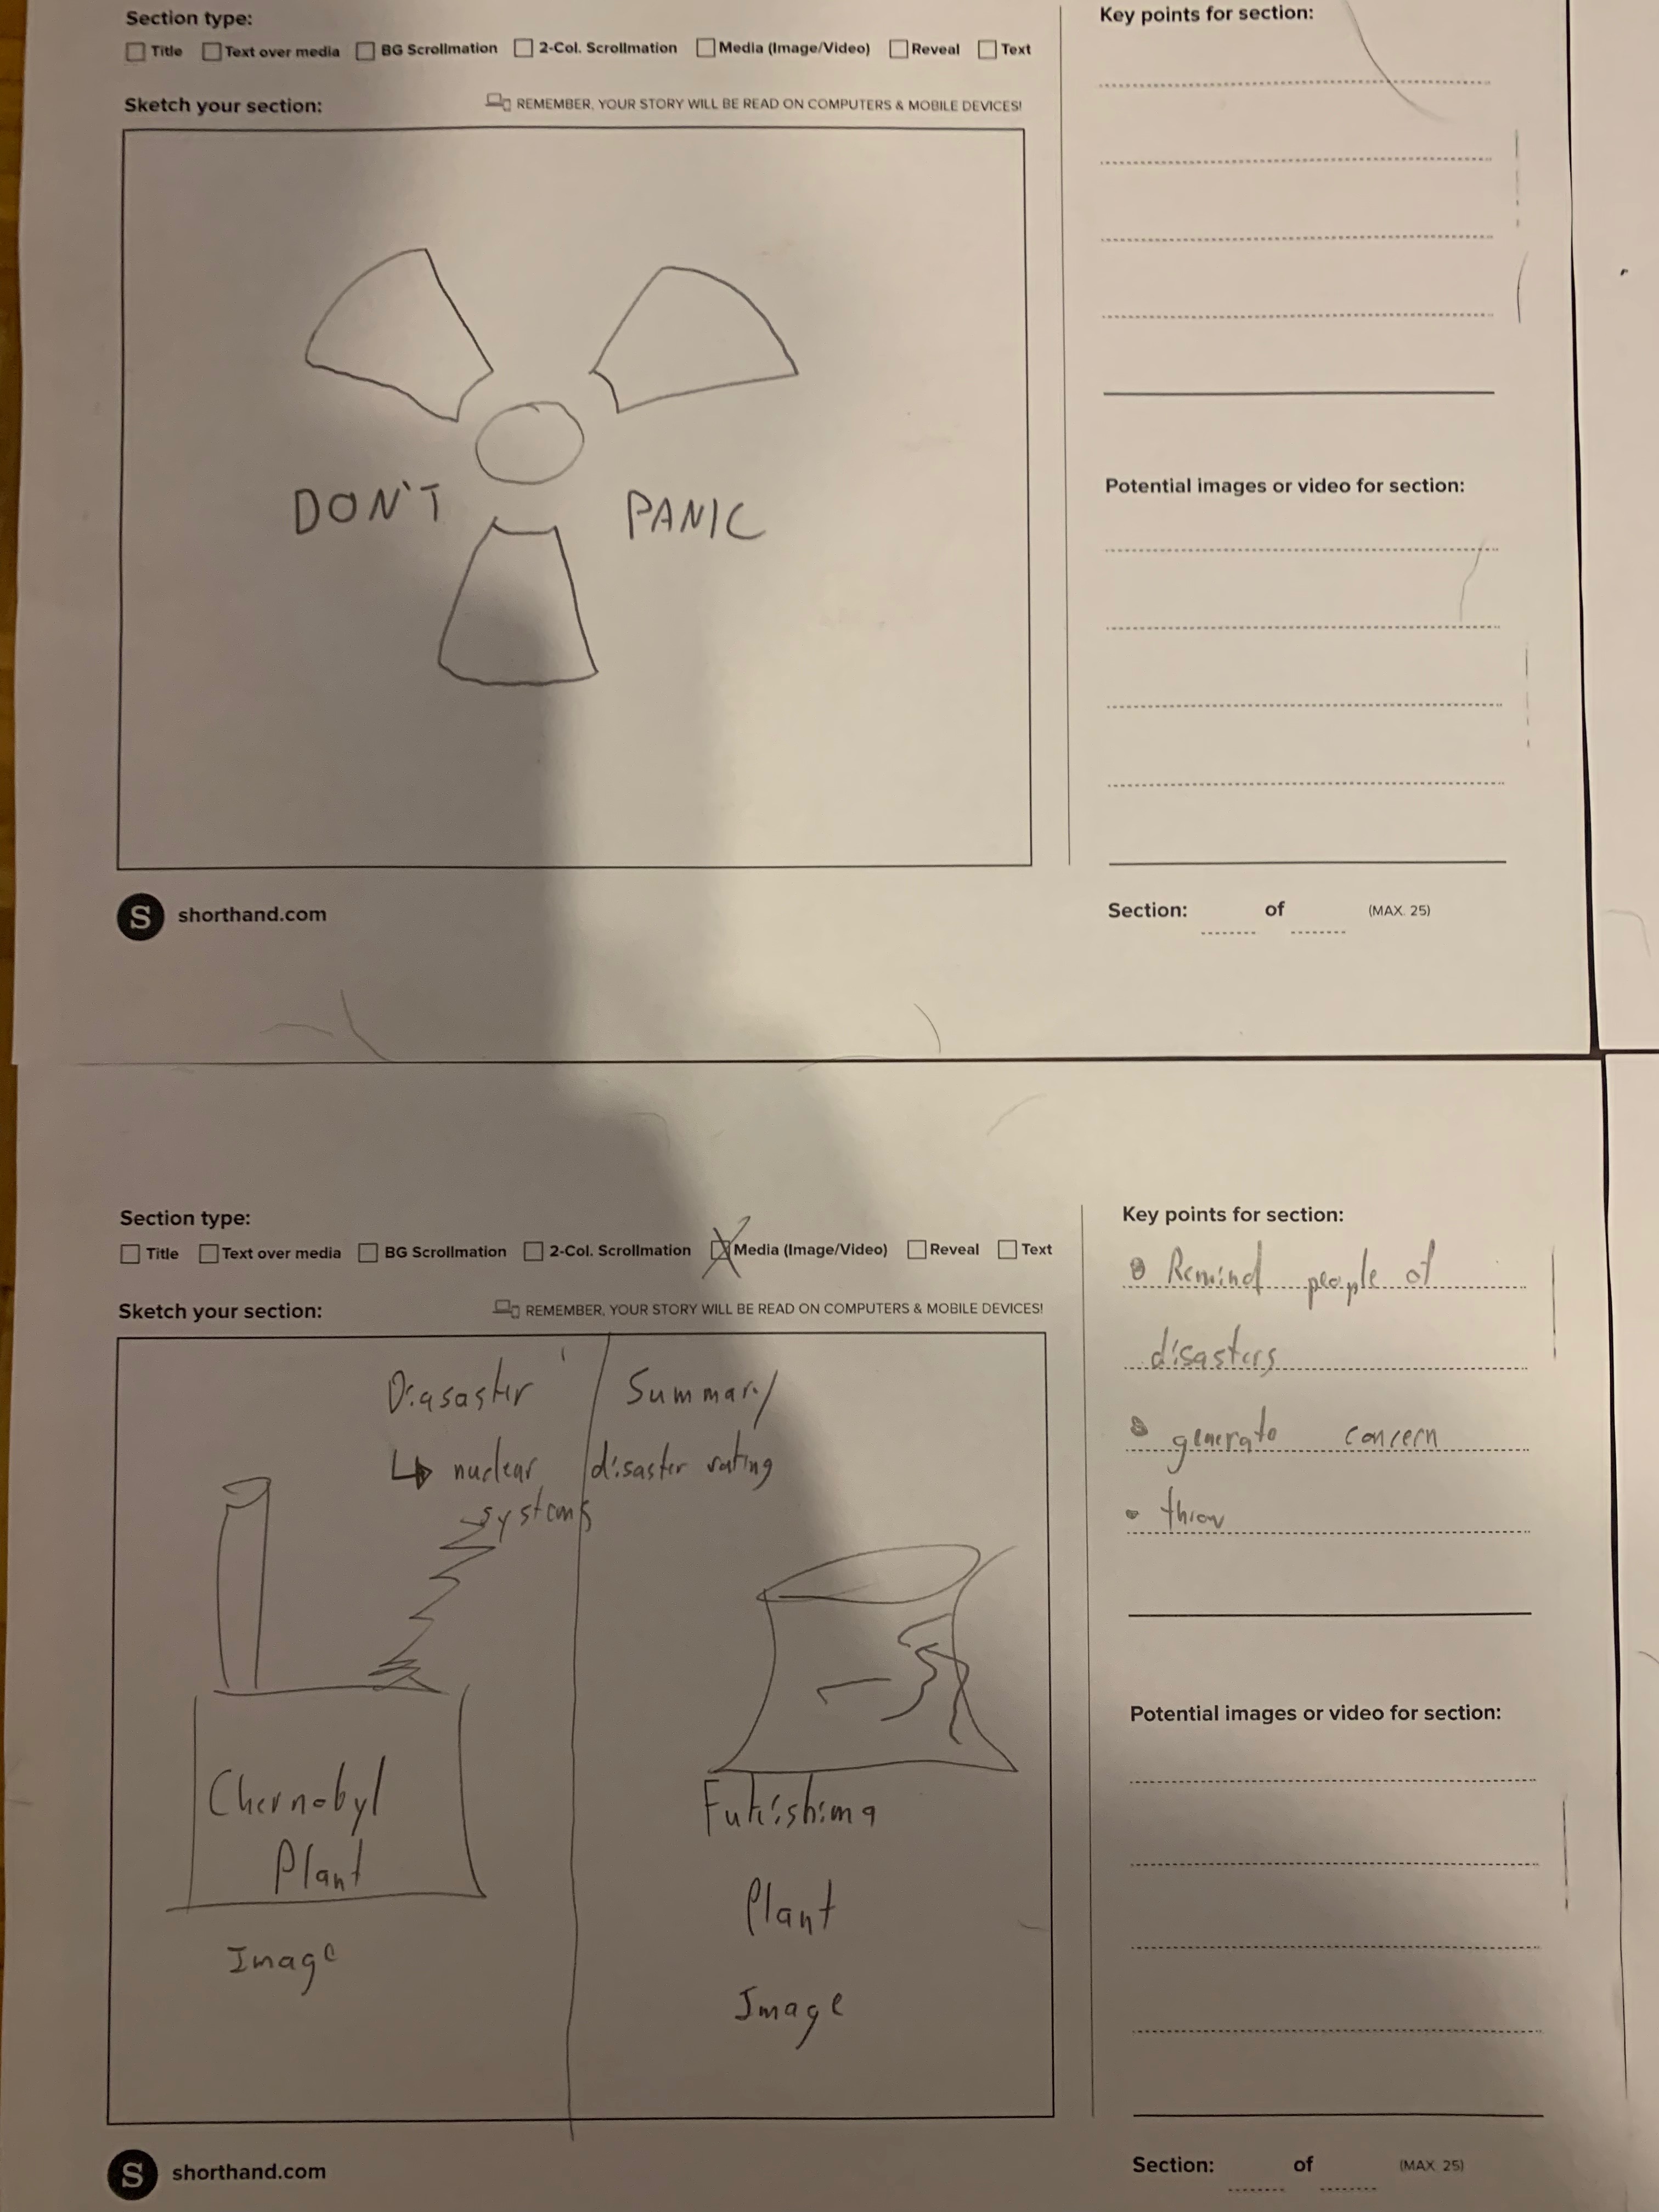 Section type:
Title Text over media BG Scrollmation 2-Col. Scrollmation Media (Image/Video) Reveal Text
Sketch your section: REMEMBER, YOUR STORY WILL BE READ ON COMPUTERS & MOBILE DEVICES!
DON'T PANIC
S shorthand.com
Key points for section:
Potential images or video for section:
Section: of (MAX. 25)
Section type:
Title Text over media BG Scrollmation 2-Col. Scrollmation Media (Image/Video) Reveal Text
Sketch your section: REMEMBER, YOUR STORY WILL BE READ ON COMPUTERS & MOBILE DEVICES!
Diasaster Summary
nuclear disaster rating
systems
Chernobyl
Plant
Image
Fukishima
Plant
Image
S shorthand.com
Key points for section:
Remind people of
disasters
generate concern
Potential images or video for section:
Section: of (MAX. 25)